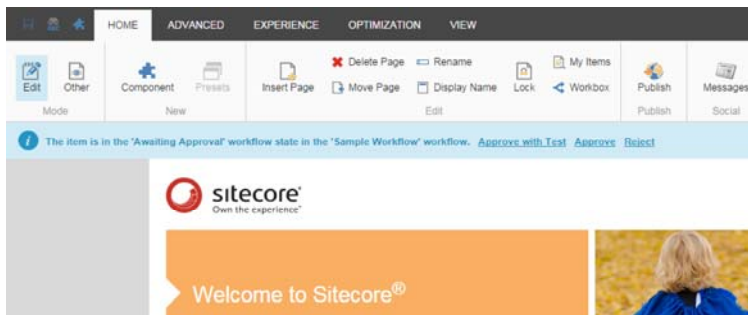 HOME ADVANCED EXPERIENCE OPTIMIZATION VIEW
Delete Page Rename My Items
Edit Other Component Presets Insert Page Move Page Display Name Lock Workbox Publish Messages
Mode New Edit Publish Social
The item is in the 'Awaiting Approval' workflow state in the 'Sample Workflow' workflow. Approve with Test Approve Reject
sitecore
Own the experience
Welcome to Sitecore®